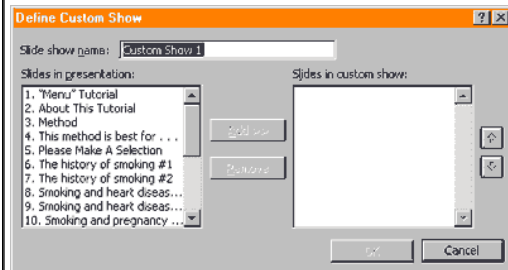 Define Custom Show
Slide show name: Custom Show 1
Slides in presentation: Slides in custom show:
1. "Menu" Tutorial
2. About This Tutorial
3. Method
4. This method is best for . . .
5. Please Make A Selection
6. The history of smoking #1
7. The history of smoking #2
8. Smoking and heart diseas...
9. Smoking and heart diseas...
10. Smoking and pregnancy ...
Add >>
Remove
OK Cancel